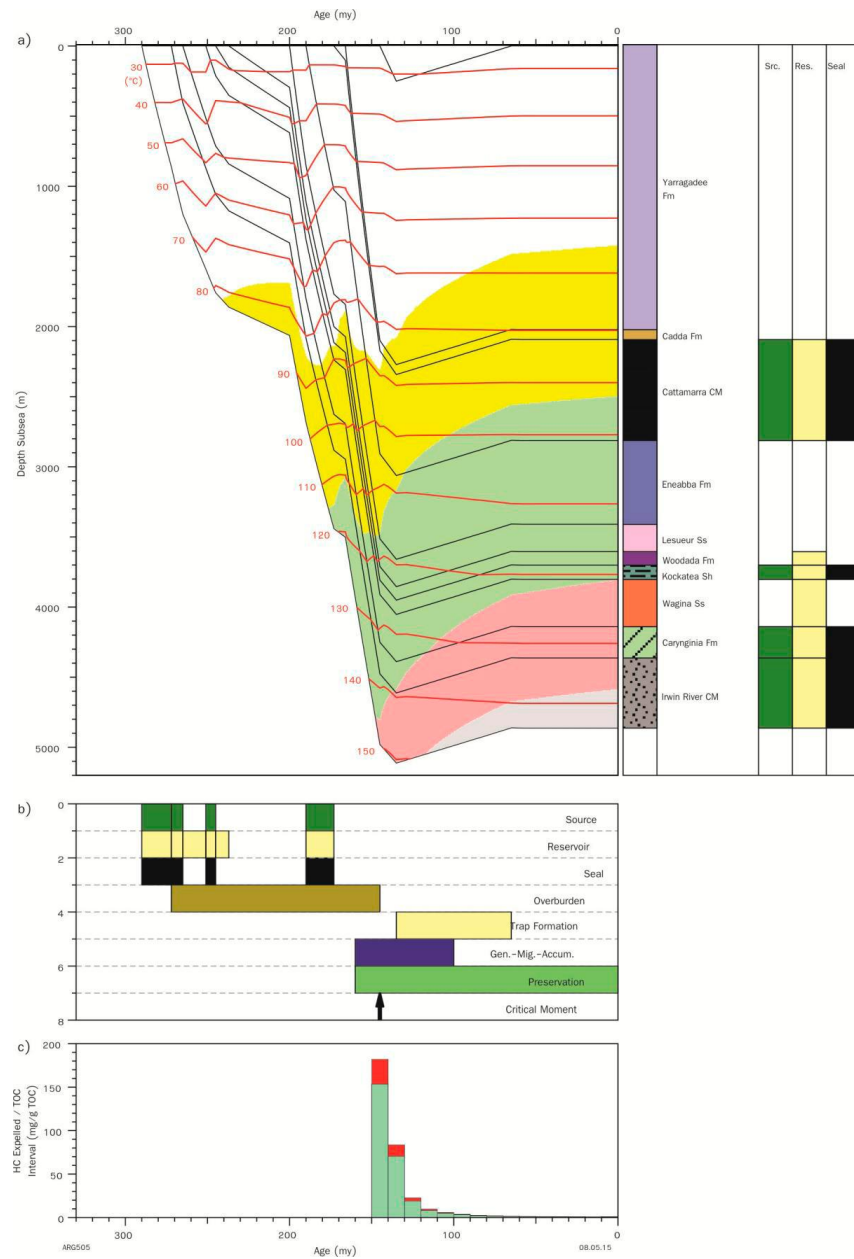 Age (my)
a)
300
200
100
0
0
1000
2000
3000
4000
5000
Depth Subsea (m)
30
(°C)
40
50
60
70
80
90
100
110
120
130
140
150
Src.
Res.
Seal
Yarragadee
Fm
Cadda Fm
Cattamarra CM
Eneabba Fm
Lesueur Ss
Woodada Fm
Kockatea Sh
Wagina Ss
Carynginia Fm
Irwin River CM
b)
0
2
4
6
8
Source
Reservoir
Seal
Overburden
Trap Formation
Gen.-Mig.-Accum.
Preservation
Critical Moment
c)
200
150
100
50
0
HC Expelled / TOC
Interval (mg/g TOC)
300
200
100
0
ARG505
Age (my)
08.05.15